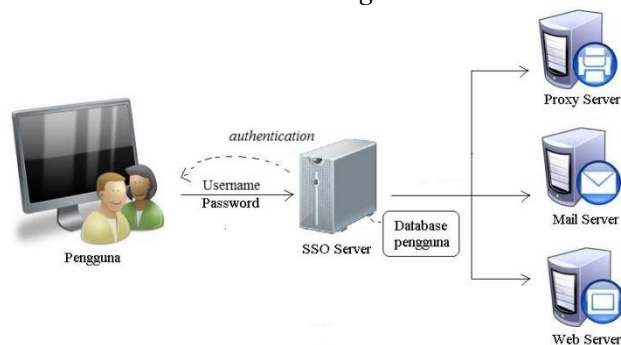 authentication
Username
Password
Pengguna
SSO Server
Database
pengguna
Proxy Server
Mail Server
Web Server